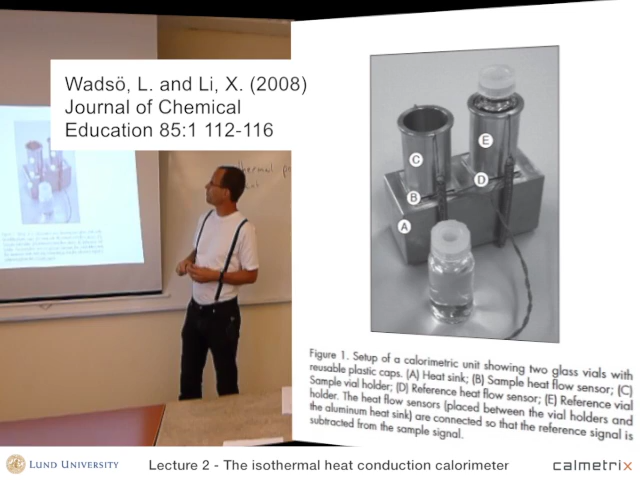 Wadsö, L. and Li, X. (2008)
Journal of Chemical
Education 85:1 112-116
thermal
C
E
B
D
A
Figure 1. Setup of a calorimetric unit showing two glass vials with
reusable plastic caps. (A) Heat sink; (B) Sample heat flow sensor; (C)
Sample vial holder; (D) Reference heat flow sensor; (E) Reference vial
holder. The heat flow sensors (placed between the vial holders and
the aluminum heat sink) are connected so that the reference signal is
subtracted from the sample signal.
LUND UNIVERSITY
Lecture 2 - The isothermal heat conduction calorimeter
calmetrix